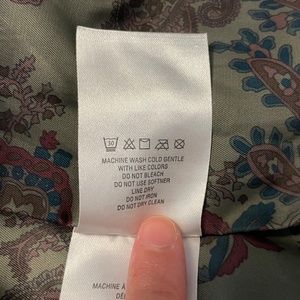 30
MACHINE WASH COLD GENTLE
WITH LIKE COLORS
DO NOT BLEACH
DO NOT USE SOFTNER
LINE DRY
DO NOT IRON
DO NOT DRY CLEAN
MACHINE